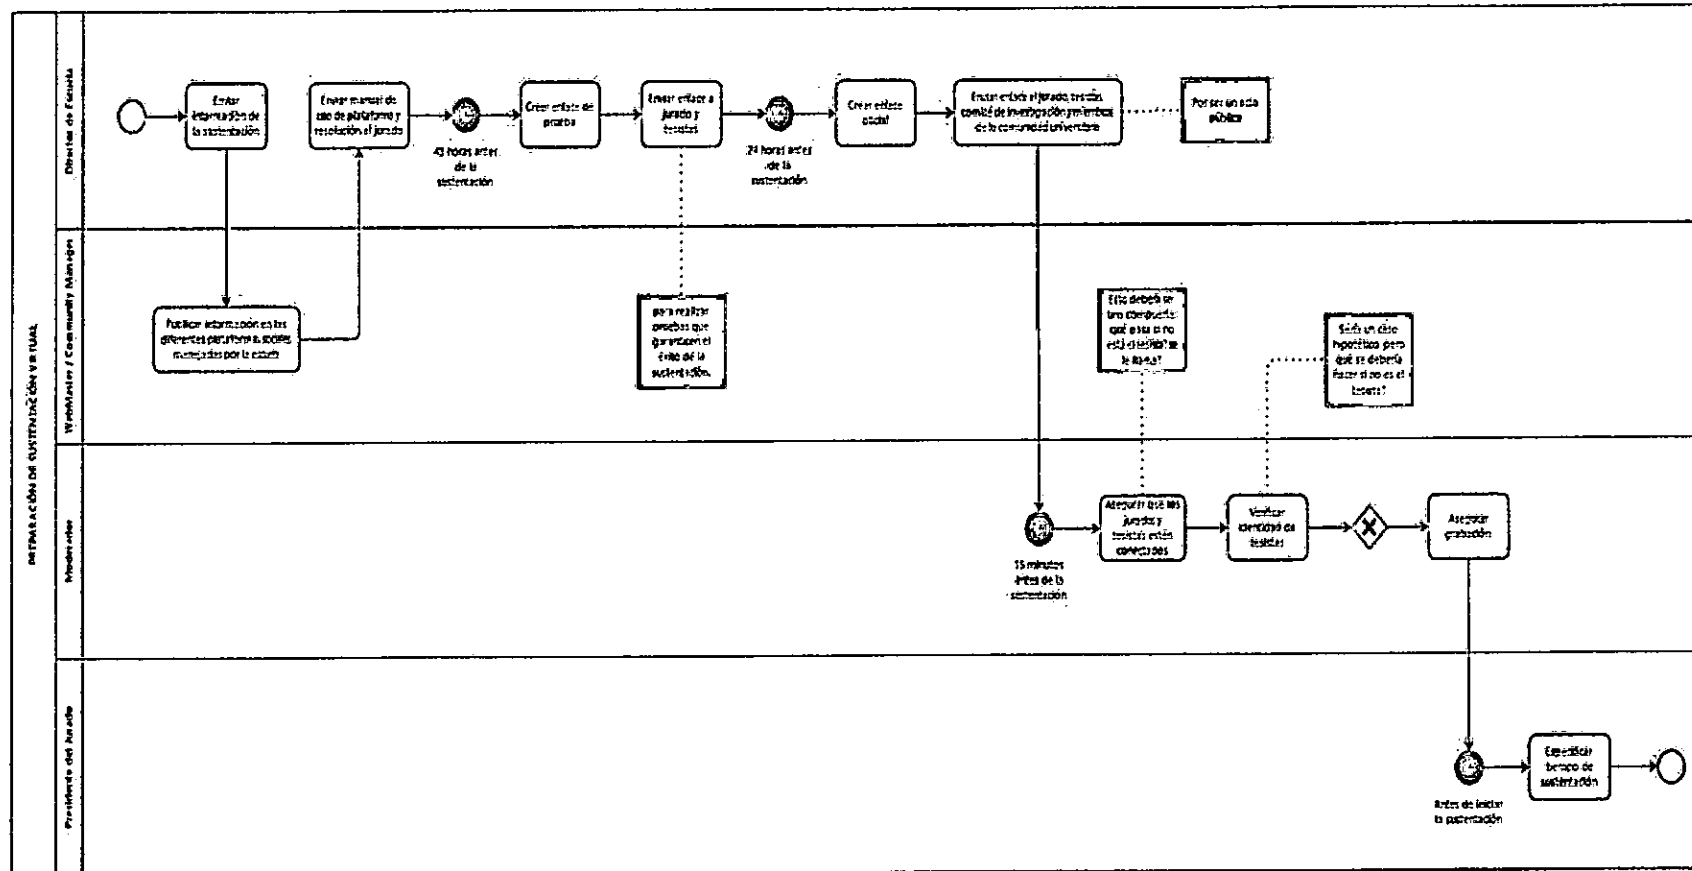 PREPARACIÓN DE SUSTENTACIÓN VIRTUAL
Director de Escuela
Enviar
información de
la sustentación
Enviar manual de
uso de plataforma y
resolución al jurado
horas antes
de la
sustentación
Crear enlace de
prueba
Enviar enlace a
jurado y
tesistas
24 horas antes
de la
sustentación
Crear enlace
oficial
Enviar enlace al jurado, tesistas,
comité de investigación y miembros
de la comunidad universitaria
Por ser un acto
público
WebMaster / Community Manager
Publicar información en las
diferentes plataformas sociales
manejadas por la escuela
para realizar
pruebas que
garanticen el
éxito de la
sustentación.
Esto debería ser
una compuerta:
qué pasa si no
está el tesista? se
le llama?
Sería un caso
hipotético, pero
qué se debería
hacer si no es el
tesista?
Moderador
15 minutos
antes de la
sustentación
Asegurar que los
jurados y
tesistas estén
conectados
Verificar
identidad de
tesistas
Asegurar
grabación
Presidente del Jurado
Antes de iniciar
la sustentación
Especificar
tiempo de
sustentación